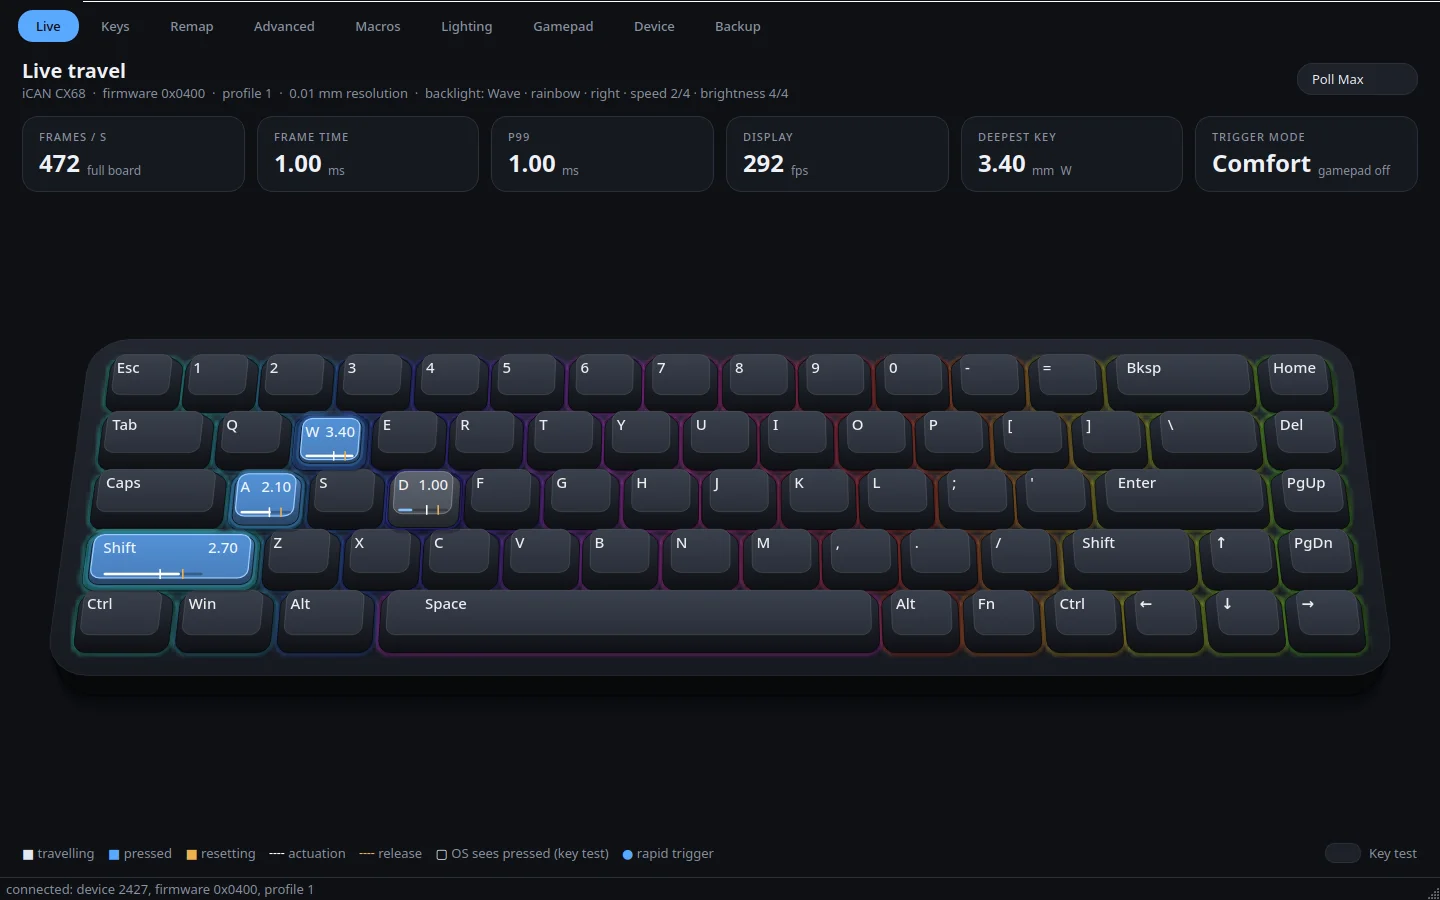 Live Keys Remap Advanced Macros Lighting Gamepad Device Backup
Live travel
Poll Max
iCAN CX68 · firmware 0x0400 · profile 1 · 0.01 mm resolution · backlight: Wave · rainbow · right · speed 2/4 · brightness 4/4
FRAMES / S FRAME TIME P99 DISPLAY DEEPEST KEY TRIGGER MODE
472 full board 1.00 ms 1.00 ms 292 fps 3.40 mm W Comfort gamepad off
Esc 1 2 3 4 5 6 7 8 9 0 - = Bksp Home
Tab Q W 3.40 E R T Y U I O P [ ] \ Del
Caps A 2.10 S D 1.00 F G H J K L ; ' Enter PgUp
Shift 2.70 Z X C V B N M , . / Shift ↑ PgDn
Ctrl Win Alt Space Alt Fn Ctrl ← ↓ →
travelling pressed resetting ---- actuation ---- release OS sees pressed (key test) rapid trigger Key test
connected: device 2427, firmware 0x0400, profile 1